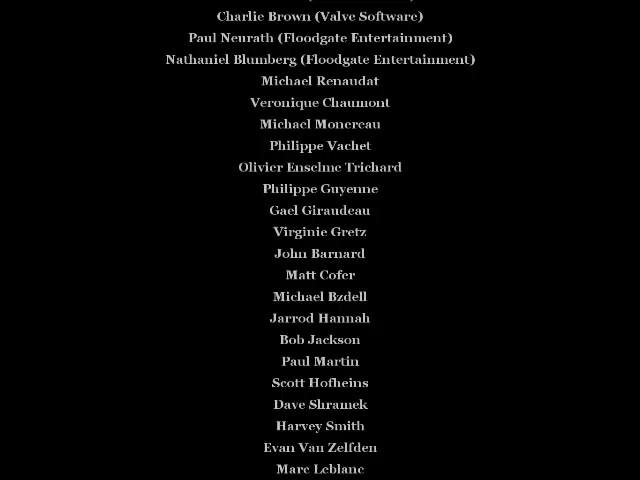 Charlie Brown (Valve Software)
Paul Neurath (Floodgate Entertainment)
Nathaniel Blumberg (Floodgate Entertainment)
Michael Renaudat
Veronique Chaumont
Michael Monereau
Philippe Vachet
Olivier Enselme Trichard
Philippe Guyenne
Gael Giraudeau
Virginie Gretz
John Barnard
Matt Cofer
Michael Bzdell
Jarrod Hannah
Bob Jackson
Paul Martin
Scott Hofheins
Dave Shramek
Harvey Smith
Evan Van Zelfden
Marc Leblanc